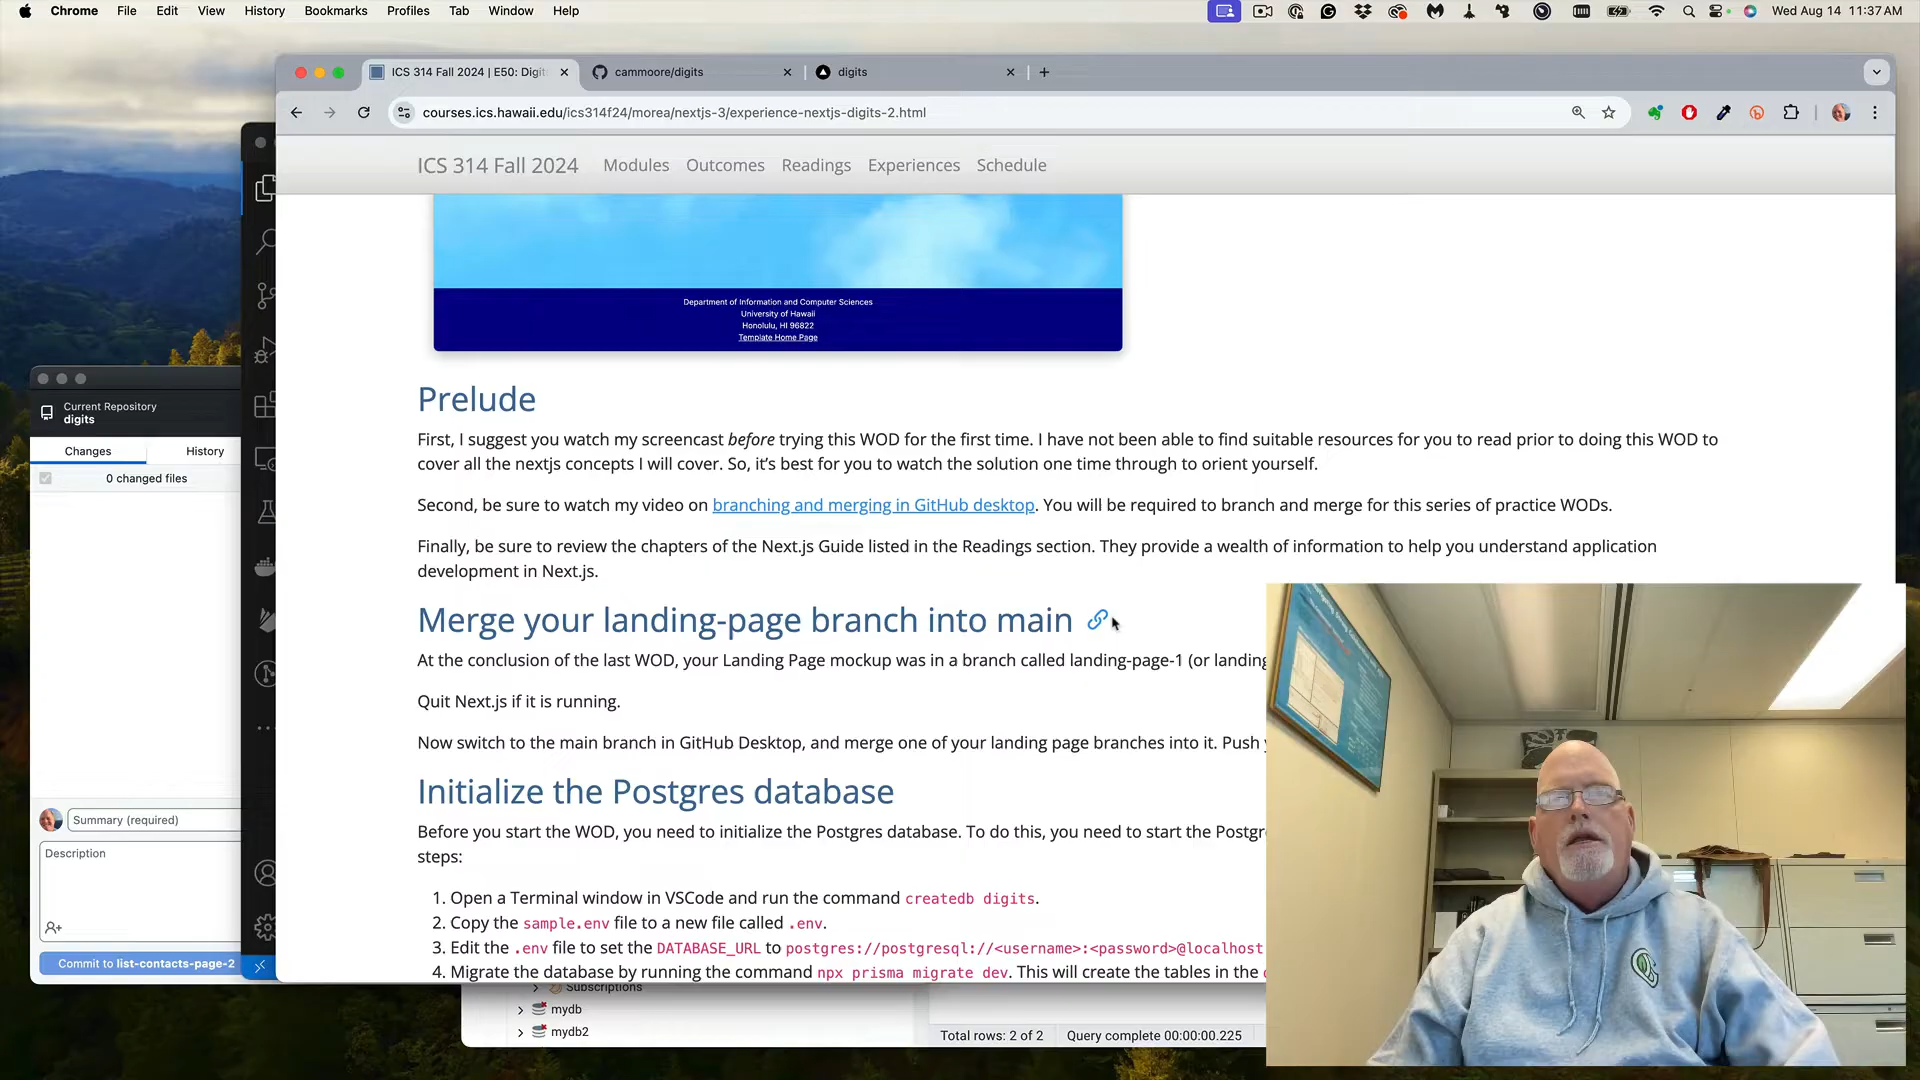 Chrome File Edit View History Bookmarks Profiles Tab Window Help
Wed Aug 14 11:37 AM
ICS 314 Fall 2024 | E50: Digit
cammoore/digits
digits
courses.ics.hawaii.edu/ics314f24/morea/nextjs-3/experience-nextjs-digits-2.html
ICS 314 Fall 2024 Modules Outcomes Readings Experiences Schedule
Department of Information and Computer Sciences
University of Hawaii
Honolulu, HI 96822
Template Home Page
Prelude
First, I suggest you watch my screencast before trying this WOD for the first time. I have not been able to find suitable resources for you to read prior to doing this WOD to
cover all the nextjs concepts I will cover. So, it's best for you to watch the solution one time through to orient yourself.
Second, be sure to watch my video on branching and merging in GitHub desktop. You will be required to branch and merge for this series of practice WODs.
Finally, be sure to review the chapters of the Next.js Guide listed in the Readings section. They provide a wealth of information to help you understand application
development in Next.js.
Merge your landing-page branch into main
At the conclusion of the last WOD, your Landing Page mockup was in a branch called landing-page-1 (or landing
Quit Next.js if it is running.
Now switch to the main branch in GitHub Desktop, and merge one of your landing page branches into it. Push
Initialize the Postgres database
Before you start the WOD, you need to initialize the Postgres database. To do this, you need to start the Postgr
steps:
1. Open a Terminal window in VSCode and run the command createdb digits.
2. Copy the sample.env file to a new file called .env.
3. Edit the .env file to set the DATABASE_URL to postgres://postgresql://<username>:<password>@localhost
4. Migrate the database by running the command npx prisma migrate dev. This will create the tables in the
Current Repository
digits
Changes History
0 changed files
Summary (required)
Description
Commit to list-contacts-page-2
Subscriptions
mydb
mydb2
Total rows: 2 of 2 Query complete 00:00:00.225